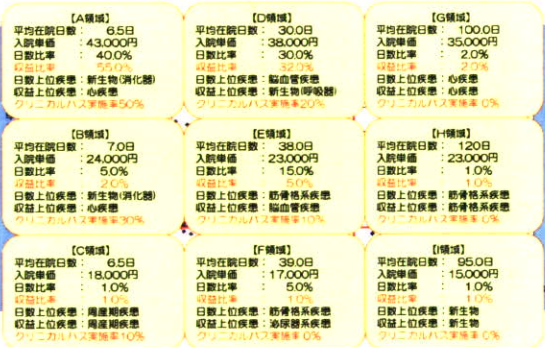 【A領域】
平均在院日数： 6.5日
入院単価 ：43,000円
日数比率 ： 40.0%
収益比率 ： 55.0%
日数上位疾患：新生物(消化器)
収益上位疾患：心疾患
クリニカルパス実施率50%
【D領域】
平均在院日数： 30.0日
入院単価 ：38,000円
日数比率 ： 30.0%
収益比率 ： 32.0%
日数上位疾患：脳血管疾患
収益上位疾患：新生物(呼吸器)
クリニカルパス実施率20%
【G領域】
平均在院日数： 100.0日
入院単価 ：35,000円
日数比率 ： 2.0%
収益比率 ： 2.0%
日数上位疾患：心疾患
収益上位疾患：心疾患
クリニカルパス実施率 0%
【B領域】
平均在院日数： 7.0日
入院単価 ：24,000円
日数比率 ： 5.0%
収益比率 ： 2.0%
日数上位疾患：新生物(消化器)
収益上位疾患：心疾患
クリニカルパス実施率30%
【E領域】
平均在院日数： 38.0日
入院単価 ：23,000円
日数比率 ： 15.0%
収益比率 ： 5.0%
日数上位疾患：筋骨格系疾患
収益上位疾患：脳血管疾患
クリニカルパス実施率10%
【H領域】
平均在院日数： 120日
入院単価 ：23,000円
日数比率 ： 1.0%
収益比率 ： 1.0%
日数上位疾患：筋骨格系疾患
収益上位疾患：筋骨格系疾患
クリニカルパス実施率 0%
【C領域】
平均在院日数： 6.5日
入院単価 ：18,000円
日数比率 ： 1.0%
収益比率 ： 1.0%
日数上位疾患：周産期疾患
収益上位疾患：周産期疾患
クリニカルパス実施率10%
【F領域】
平均在院日数： 39.0日
入院単価 ：17,000円
日数比率 ： 5.0%
収益比率 ： 1.0%
日数上位疾患：筋骨格系疾患
収益上位疾患：泌尿器系疾患
クリニカルパス実施率 0%
【I領域】
平均在院日数： 95.0日
入院単価 ：15,000円
日数比率 ： 1.0%
収益比率 ： 1.0%
日数上位疾患：新生物
収益上位疾患：新生物
クリニカルパス実施率 0%